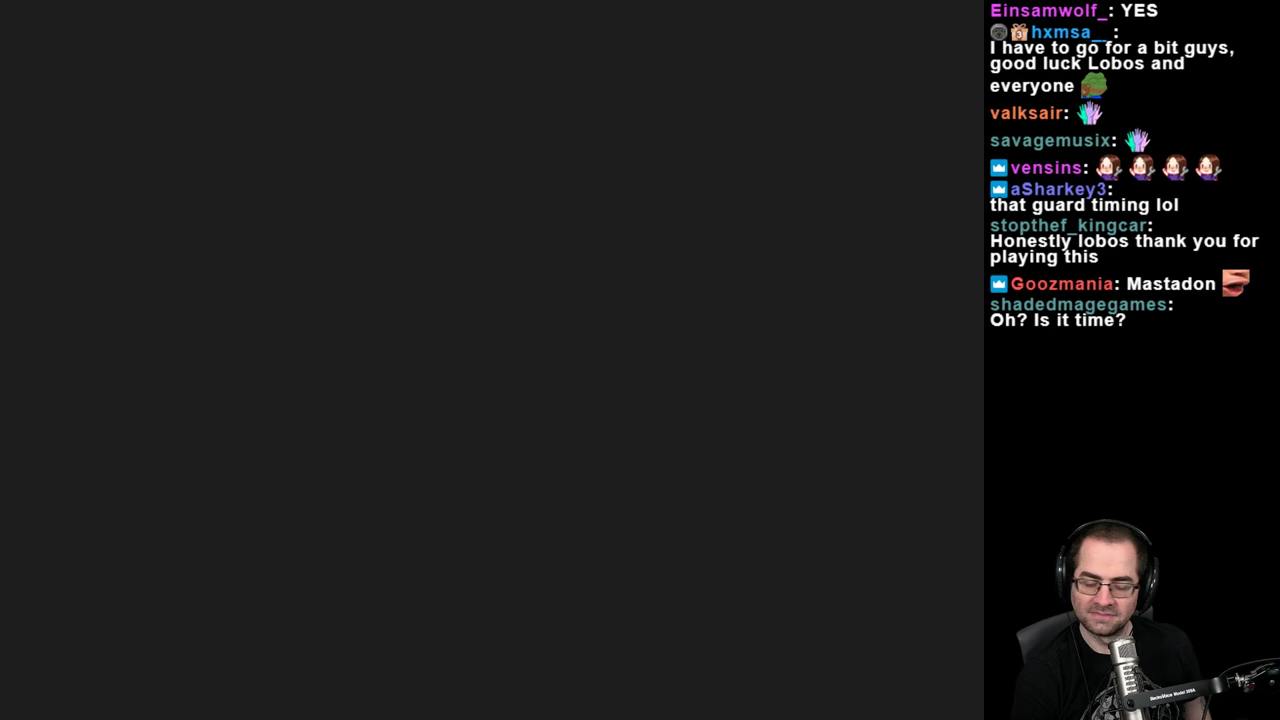 Einsamwolf_: YES
hxmsa__:
I have to go for a bit guys,
good luck Lobos and
everyone
valksair:
savagemusix:
vensins:
aSharkey3:
that guard timing lol
stopthef_kingcar:
Honestly lobos thank you for
playing this
Goozmania: Mastadon
shadedmagegames:
Oh? Is it time?